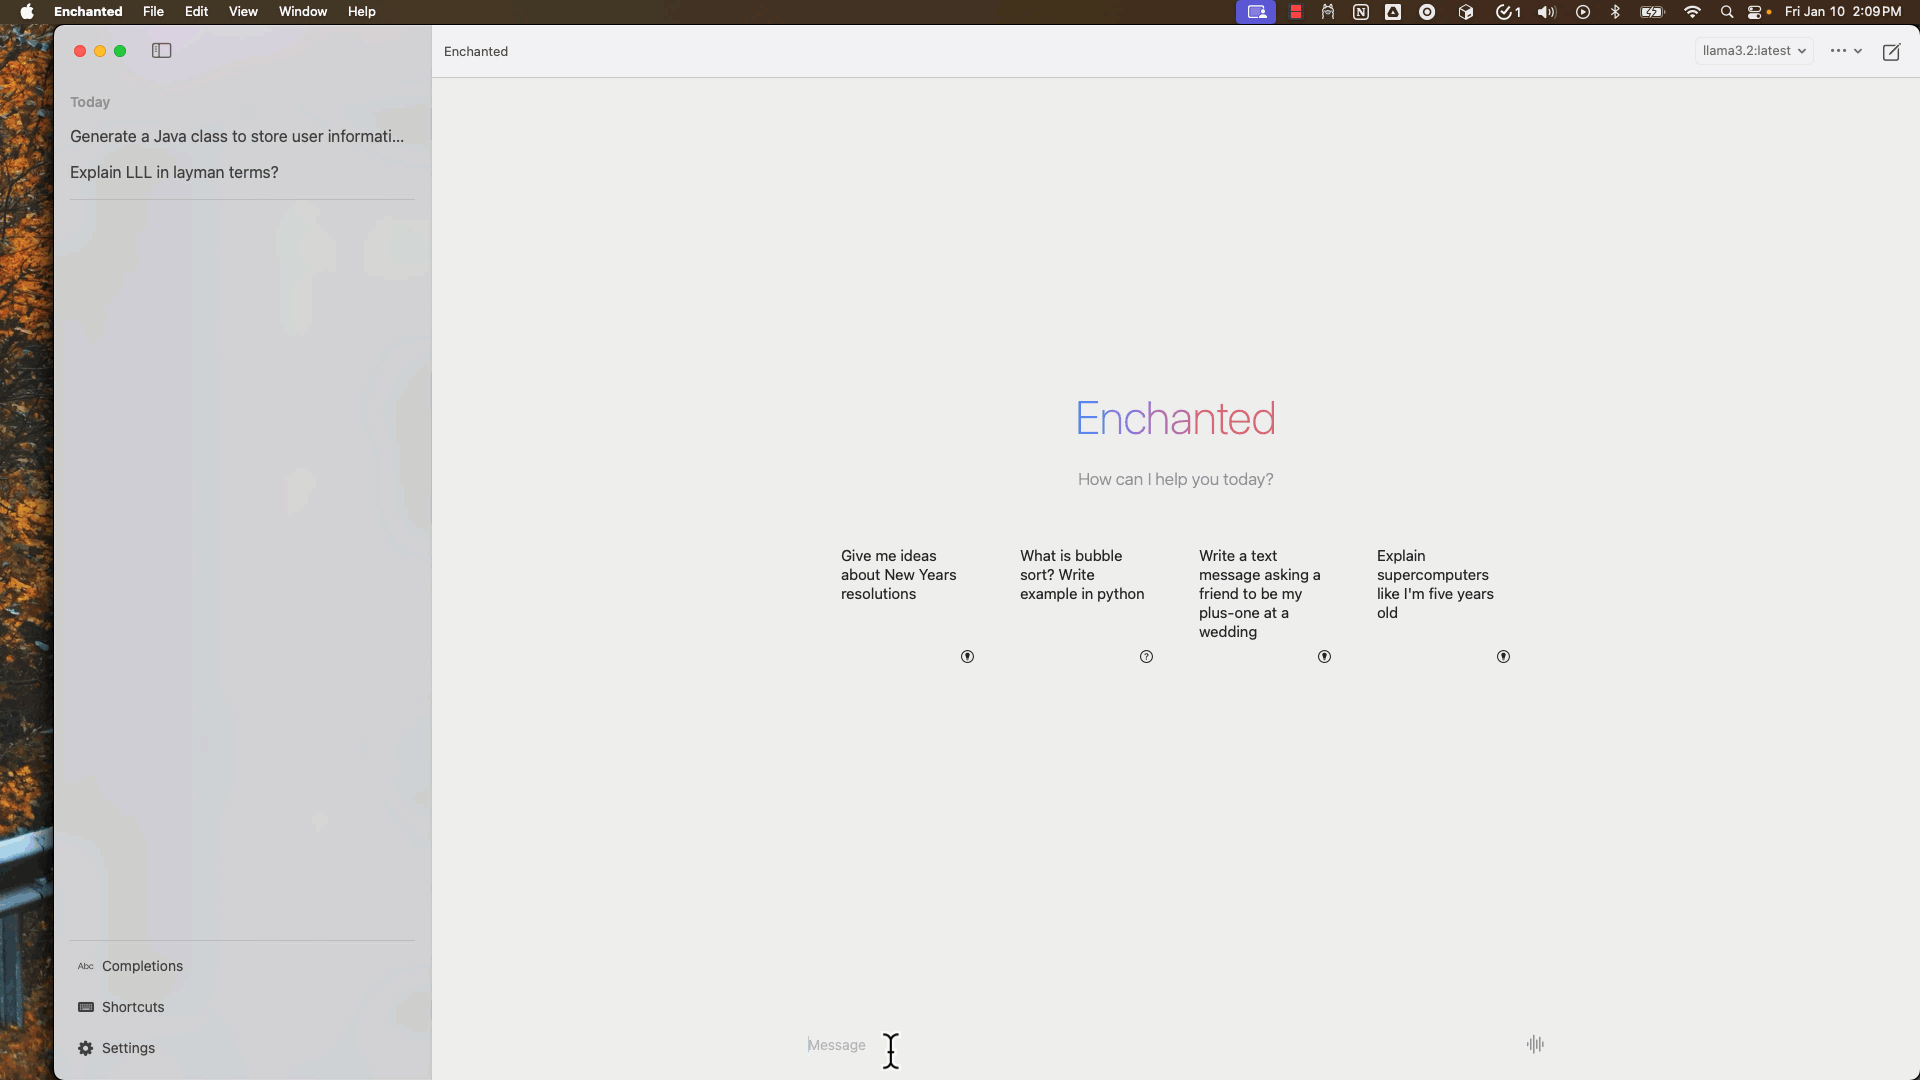 Enchanted File Edit View Window Help
1 Fri Jan 10 2:09 PM
Enchanted
llama3.2:latest
Today
Generate a Java class to store user informati...
Explain LLL in layman terms?
Enchanted
How can I help you today?
Give me ideas
about New Years
resolutions
What is bubble
sort? Write
example in python
Write a text
message asking a
friend to be my
plus-one at a
wedding
Explain
supercomputers
like I'm five years
old
Abc Completions
Shortcuts
Settings
Message